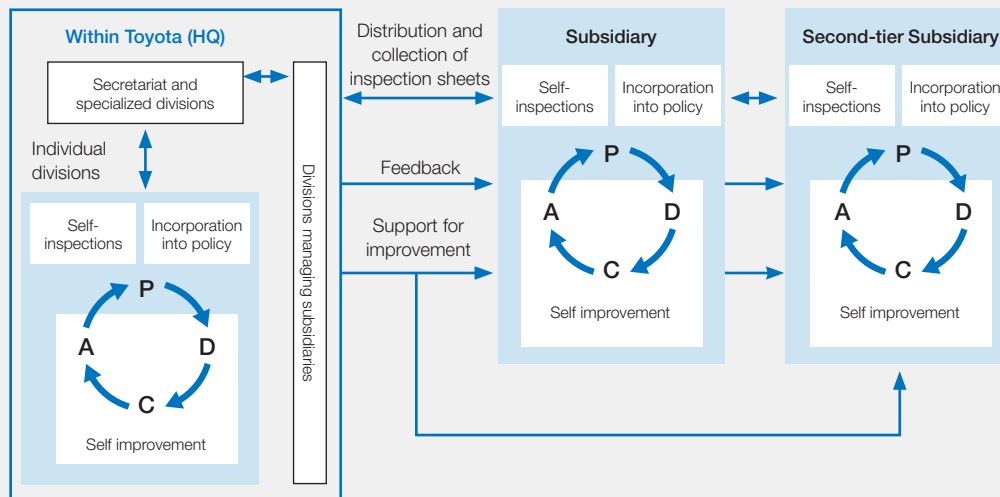 Within Toyota (HQ)
Secretariat and
specialized divisions
Individual
divisions
Self-
inspections
Incorporation
into policy
P
A
D
C
Self improvement
Divisions managing subsidiaries
Distribution and
collection of
inspection sheets
Feedback
Support for
improvement
Subsidiary
Self-
inspections
Incorporation
into policy
P
A
D
C
Self improvement
Second-tier Subsidiary
Self-
inspections
Incorporation
into policy
P
A
D
C
Self improvement